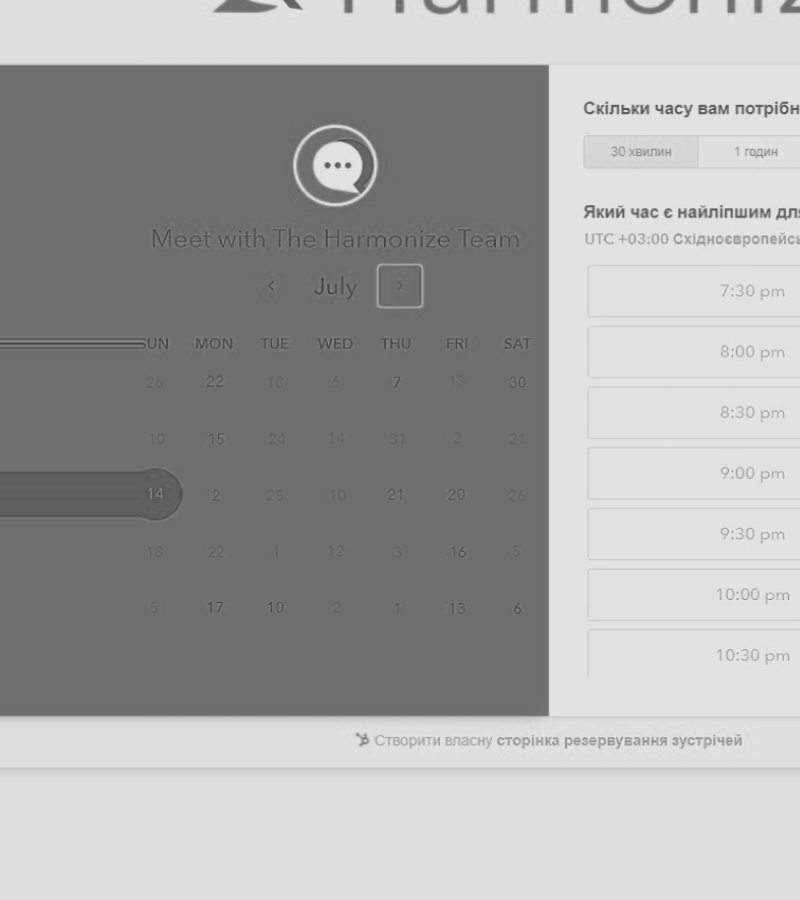 Meet with The Harmonize Team
July
UN MON TUE WED THU FRI SAT
26 22 18 6 7 13 30
10 15 24 14 31 2 21
14 2 25 10 21 20 26
18 22 1 12 3 16 5
5 17 10 2 1 13 6
Скільки часу вам потрібн
30 хвилин 1 годин
Який час є найліпшим для
UTC +03:00 Східноєвропейсь
7:30 pm
8:00 pm
8:30 pm
9:00 pm
9:30 pm
10:00 pm
10:30 pm
Створити власну сторінка резервування зустрічей